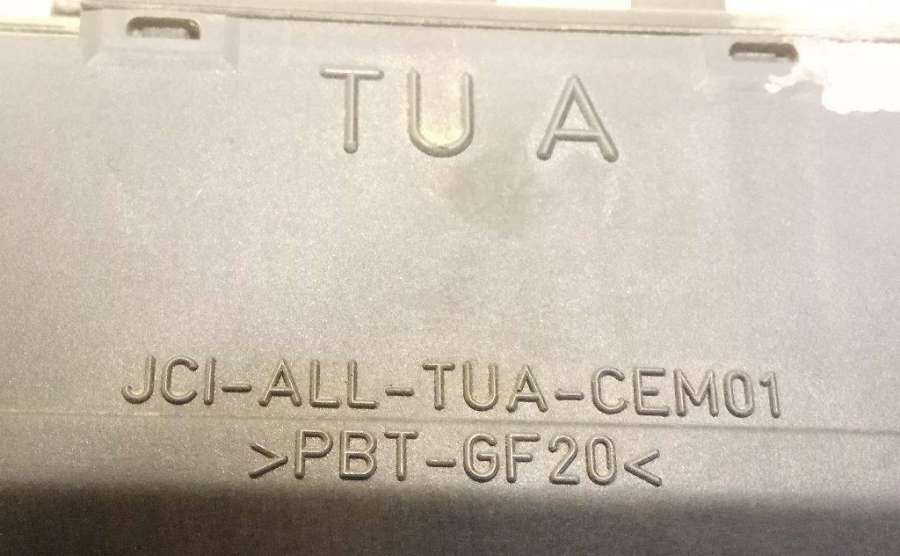 TU A
JCI-ALL-TUA-CEM01
>PBT-GF20<